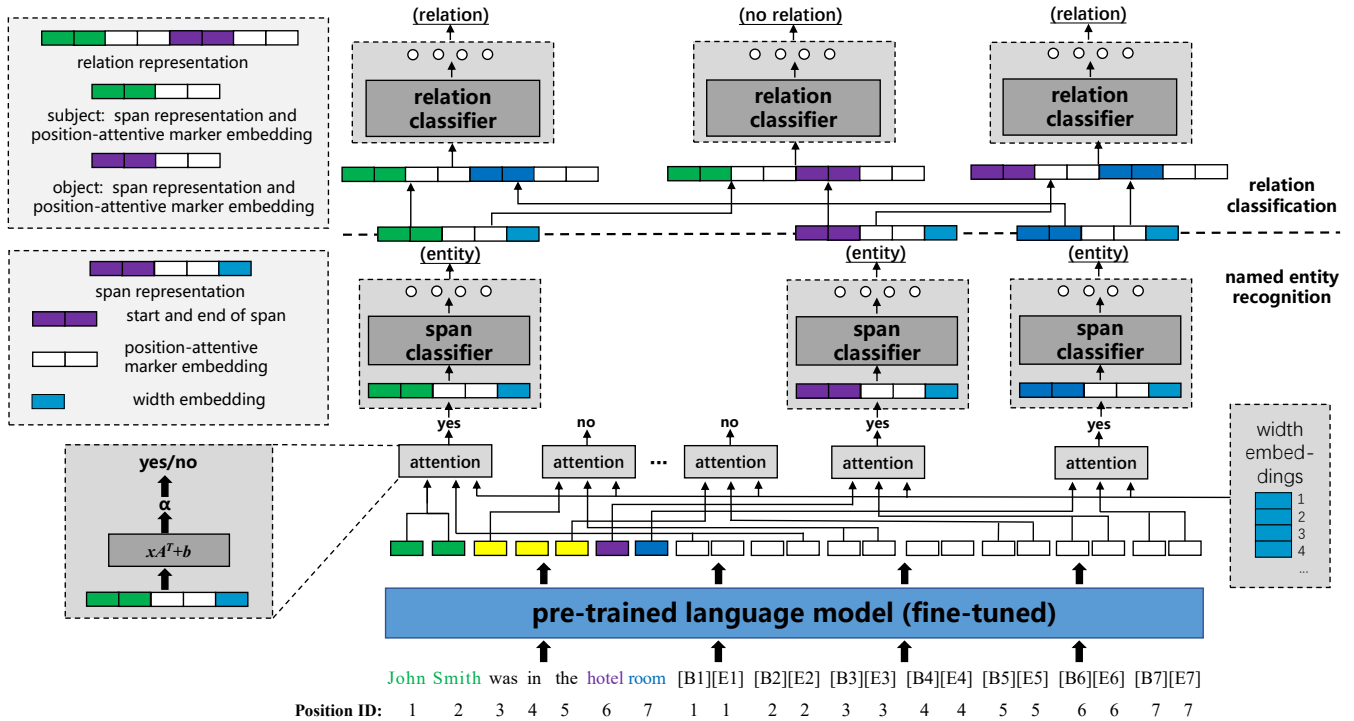 (relation)
(no relation)
(relation)
relation representation
subject: span representation and
position-attentive marker embedding
object: span representation and
position-attentive marker embedding
relation
classifier
relation
classifier
relation
classifier
relation
classification
(entity)
(entity)
(entity)
named entity
recognition
span representation
start and end of span
position-attentive
marker embedding
width embedding
span
classifier
span
classifier
span
classifier
yes
no
no
yes
yes
attention
attention
...
attention
attention
attention
width
embed-
dings
1
2
3
4
...
yes/no
α
xA^T+b
pre-trained language model (fine-tuned)
John Smith was in the hotel room [B1][E1] [B2][E2] [B3][E3] [B4][E4] [B5][E5] [B6][E6] [B7][E7]
Position ID: 1 2 3 4 5 6 7 1 1 2 2 3 3 4 4 5 5 6 6 7 7